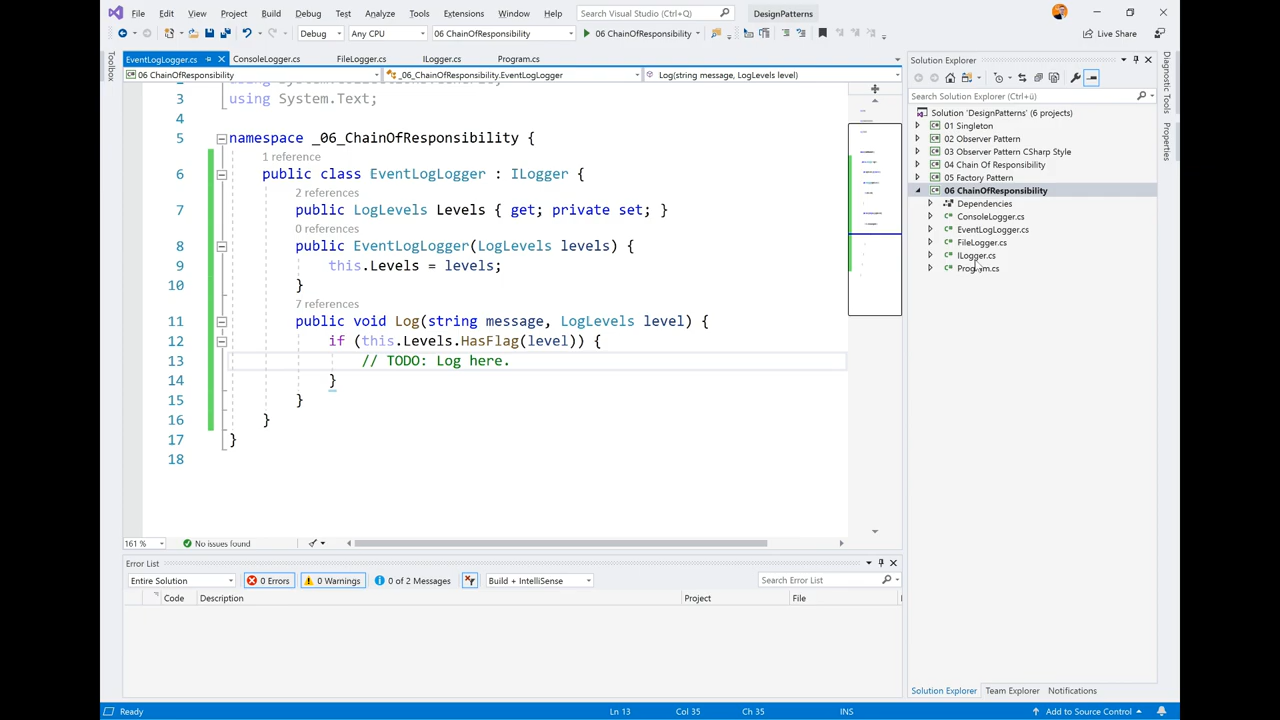 File Edit View Project Build Debug Test Analyze Tools Extensions Window Help Search Visual Studio (Ctrl+Q) DesignPatterns
Debug Any CPU 06 ChainOfResponsibility 06 ChainOfResponsibility Live Share
Toolbox
EventLogLogger.cs ConsoleLogger.cs FileLogger.cs ILogger.cs Program.cs
06 ChainOfResponsibility _06_ChainOfResponsibility.EventLogLogger Log(string message, LogLevels level)
3 using System.Text;
4
5 namespace _06_ChainOfResponsibility {
1 reference
6 public class EventLogLogger : ILogger {
2 references
7 public LogLevels Levels { get; private set; }
0 references
8 public EventLogLogger(LogLevels levels) {
9 this.Levels = levels;
10 }
7 references
11 public void Log(string message, LogLevels level) {
12 if (this.Levels.HasFlag(level)) {
13 // TODO: Log here.
14 }
15 }
16 }
17 }
18
161 % No issues found
Error List
Entire Solution 0 Errors 0 Warnings 0 of 2 Messages Build + IntelliSense Search Error List
Code Description Project File
Solution Explorer
Search Solution Explorer (Ctrl+ü)
Solution 'DesignPatterns' (6 projects)
01 Singleton
02 Observer Pattern
03 Observer Pattern CSharp Style
04 Chain Of Responsibility
05 Factory Pattern
06 ChainOfResponsibility
Dependencies
ConsoleLogger.cs
EventLogLogger.cs
FileLogger.cs
ILogger.cs
Program.cs
Solution Explorer Team Explorer Notifications
Diagnostic Tools
Properties
Ready Ln 13 Col 35 Ch 35 INS Add to Source Control